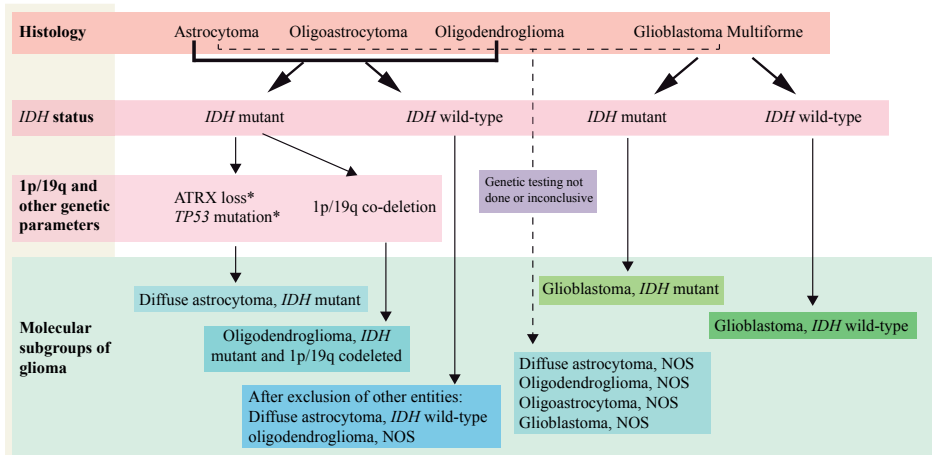 Histology
Astrocytoma
Oligoastrocytoma
Oligodendroglioma
Glioblastoma Multiforme
IDH status
IDH mutant
IDH wild-type
IDH mutant
IDH wild-type
1p/19q and
other genetic
parameters
ATRX loss*
TP53 mutation*
1p/19q co-deletion
Genetic testing not
done or inconclusive
Molecular
subgroups of
glioma
Diffuse astrocytoma, IDH mutant
Oligodendroglioma, IDH
mutant and 1p/19q codeleted
After exclusion of other entities:
Diffuse astrocytoma, IDH wild-type
oligodendroglioma, NOS
Diffuse astrocytoma, NOS
Oligodendroglioma, NOS
Oligoastrocytoma, NOS
Glioblastoma, NOS
Glioblastoma, IDH mutant
Glioblastoma, IDH wild-type